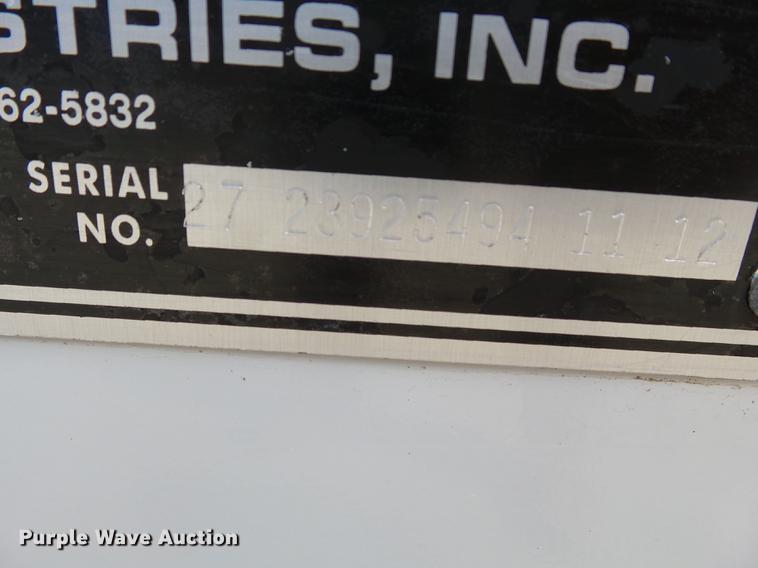 STRIES, INC.
62-5832
SERIAL NO. 27 23925494 11 12
Purple Wave Auction